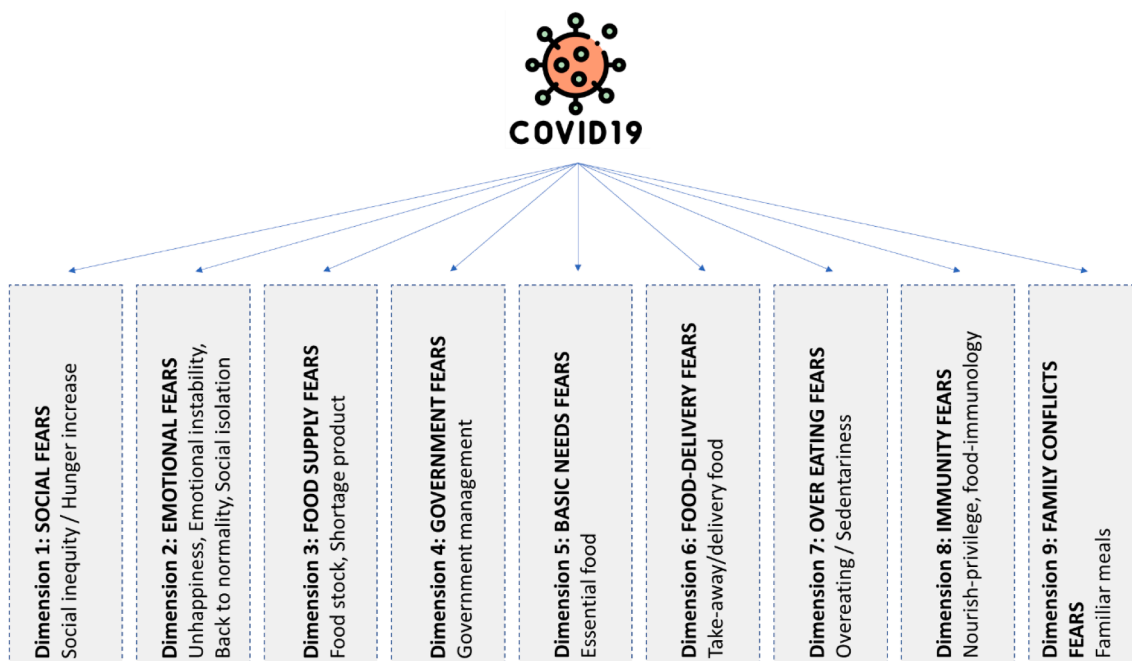 COVID19
Dimension 1: SOCIAL FEARS
Social inequity / Hunger increase
Dimension 2: EMOTIONAL FEARS
Unhappiness, Emotional instability,
Back to normality, Social isolation
Dimension 3: FOOD SUPPLY FEARS
Food stock, Shortage product
Dimension 4: GOVERNMENT FEARS
Government management
Dimension 5: BASIC NEEDS FEARS
Essential food
Dimension 6: FOOD-DELIVERY FEARS
Take-away/delivery food
Dimension 7: OVER EATING FEARS
Overeating / Sedentariness
Dimension 8: IMMUNITY FEARS
Nourish-privilege, food-immunology
Dimension 9: FAMILY CONFLICTS
FEARS
Familiar meals